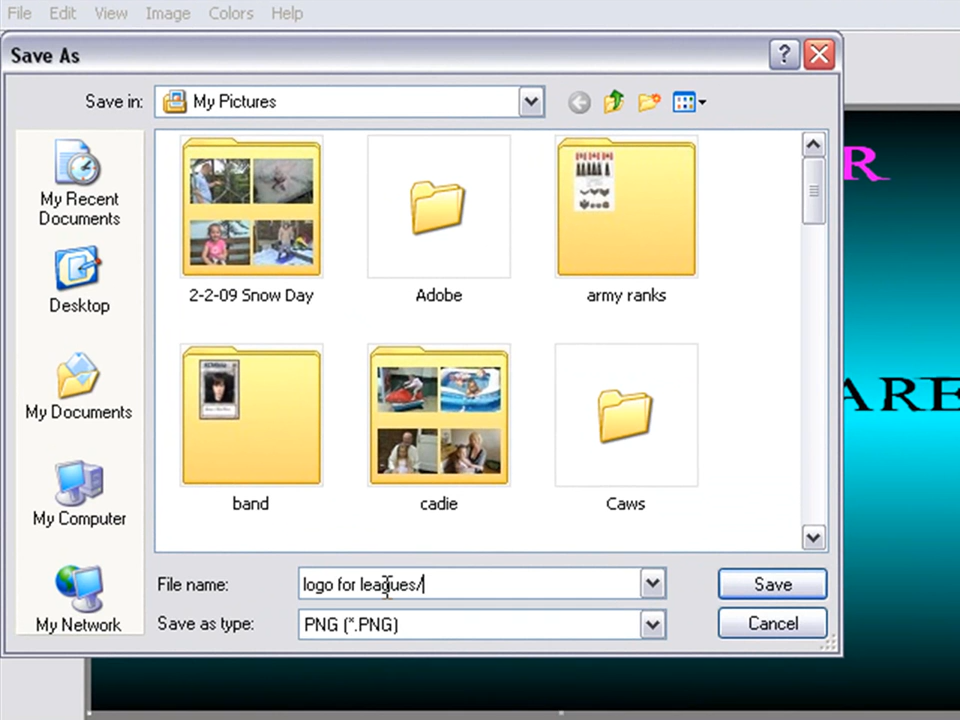 File Edit View Image Colors Help
Save As
Save in: My Pictures
My Recent
Documents
Desktop
My Documents
My Computer
My Network
2-2-09 Snow Day Adobe army ranks
band cadie Caws
File name: logo for leagues/ Save
Save as type: PNG (*.PNG) Cancel
R
ARE